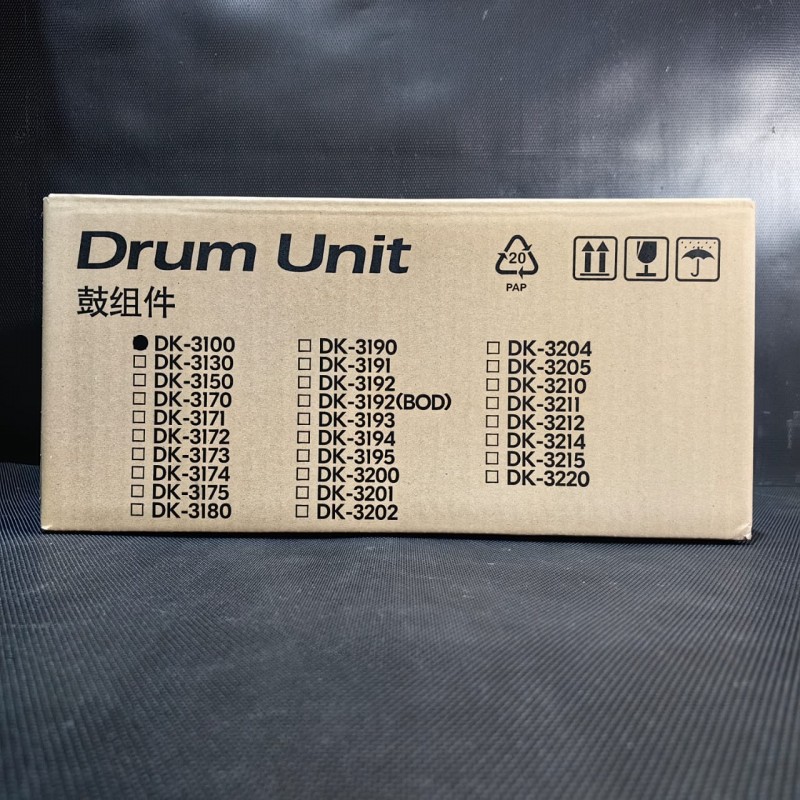 Drum Unit
鼓组件
20
PAP
DK-3100
DK-3130
DK-3150
DK-3170
DK-3171
DK-3172
DK-3173
DK-3174
DK-3175
DK-3180
DK-3190
DK-3191
DK-3192
DK-3192(BOD)
DK-3193
DK-3194
DK-3195
DK-3200
DK-3201
DK-3202
DK-3204
DK-3205
DK-3210
DK-3211
DK-3212
DK-3214
DK-3215
DK-3220